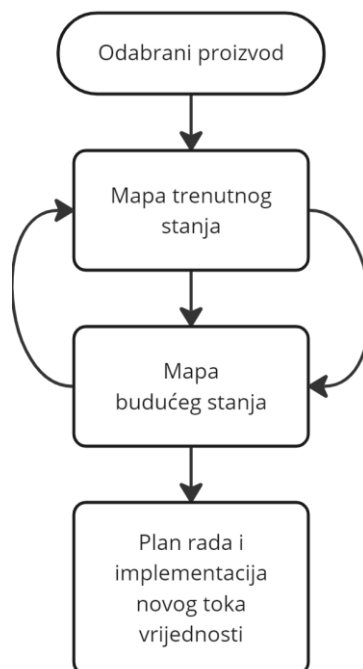 Odabrani proizvod
Mapa trenutnog
stanja
Mapa
budućeg stanja
Plan rada i
implementacija
novog toka
vrijednosti